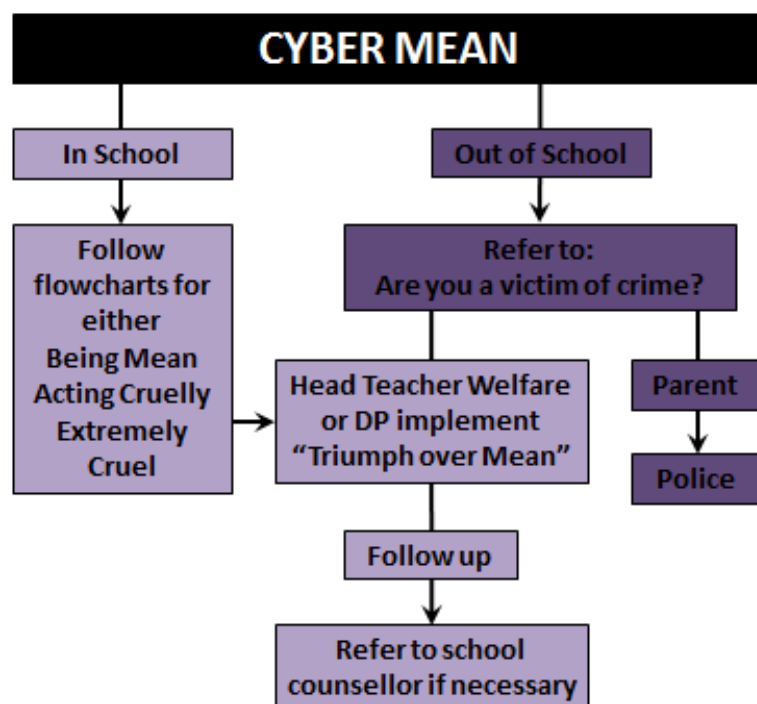 CYBER MEAN
In School
Out of School
Follow
flowcharts for
either
Being Mean
Acting Cruelly
Extremely
Cruel
Refer to:
Are you a victim of crime?
Head Teacher Welfare
or DP implement
“Triumph over Mean”
Parent
Police
Follow up
Refer to school
counsellor if necessary